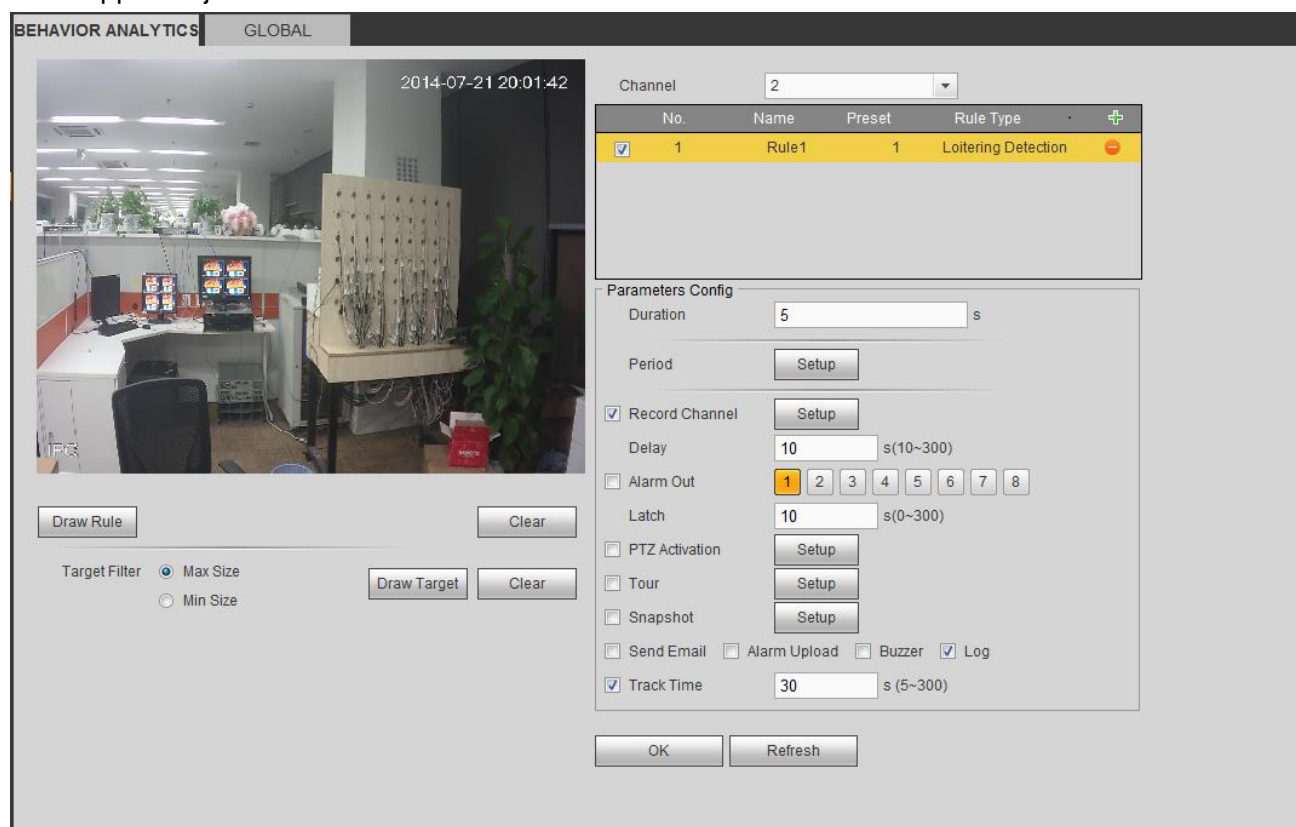 BEHAVIOR ANALYTICS GLOBAL
2014-07-21 20:01:42
IPC
Draw Rule Clear
Target Filter Max Size
Min Size
Draw Target Clear
Channel 2
No. Name Preset Rule Type
1 Rule1 1 Loitering Detection
Parameters Config
Duration 5 s
Period Setup
Record Channel Setup
Delay 10 s(10~300)
Alarm Out 1 2 3 4 5 6 7 8
Latch 10 s(0~300)
PTZ Activation Setup
Tour Setup
Snapshot Setup
Send Email Alarm Upload Buzzer Log
Track Time 30 s (5~300)
OK Refresh